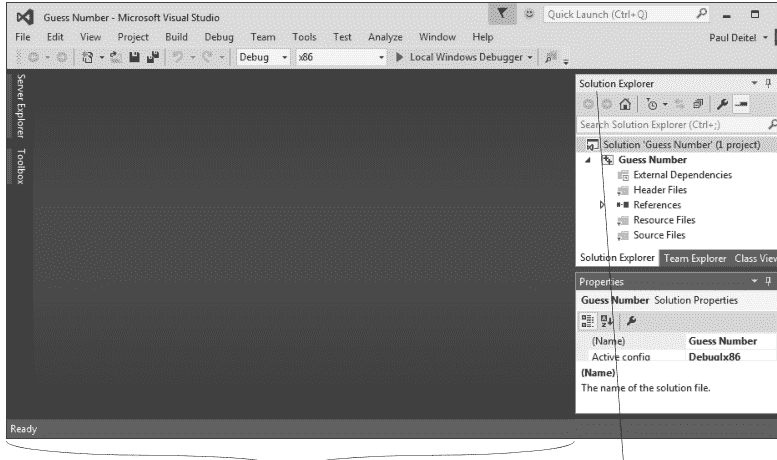 Guess Number - Microsoft Visual Studio
Quick Launch (Ctrl+Q)
File Edit View Project Build Debug Team Tools Test Analyze Window Help
Paul Deitel
Debug x86 Local Windows Debugger
Server Explorer
Toolbox
Solution Explorer
Search Solution Explorer (Ctrl+;)
Solution 'Guess Number' (1 project)
Guess Number
External Dependencies
Header Files
References
Resource Files
Source Files
Solution Explorer Team Explorer Class View
Properties
Guess Number Solution Properties
(Name) Guess Number
Active config Debug|x86
(Name)
The name of the solution file.
Ready